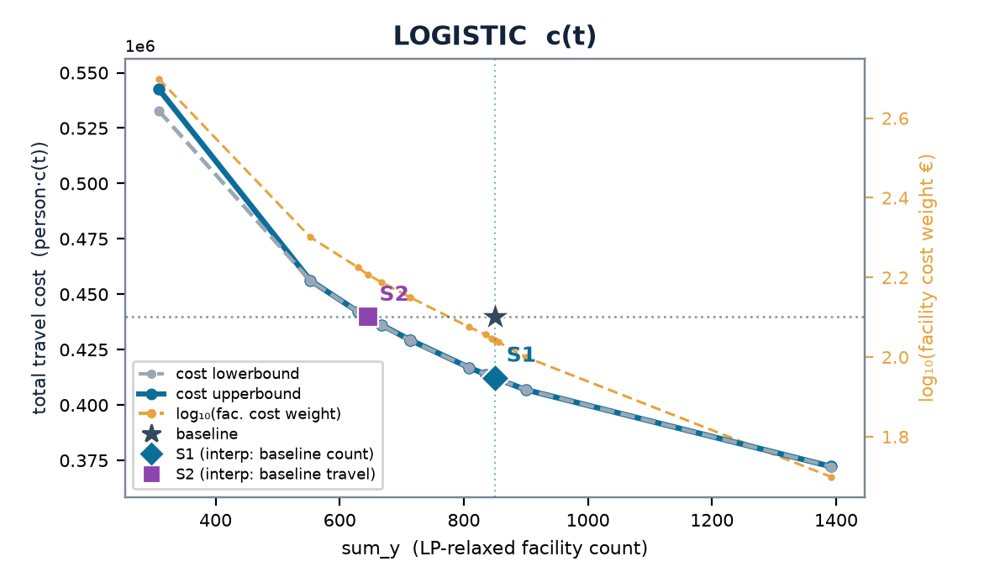 LOGISTIC c(t)
1e6
0.550
0.525
0.500
0.475
0.450
0.425
0.400
0.375
total travel cost (person·c(t))
2.6
2.4
2.2
2.0
1.8
log₁₀(facility cost weight €)
S2
S1
cost lowerbound
cost upperbound
log₁₀(fac. cost weight)
baseline
S1 (interp: baseline count)
S2 (interp: baseline travel)
400
600
800
1000
1200
1400
sum_y (LP-relaxed facility count)